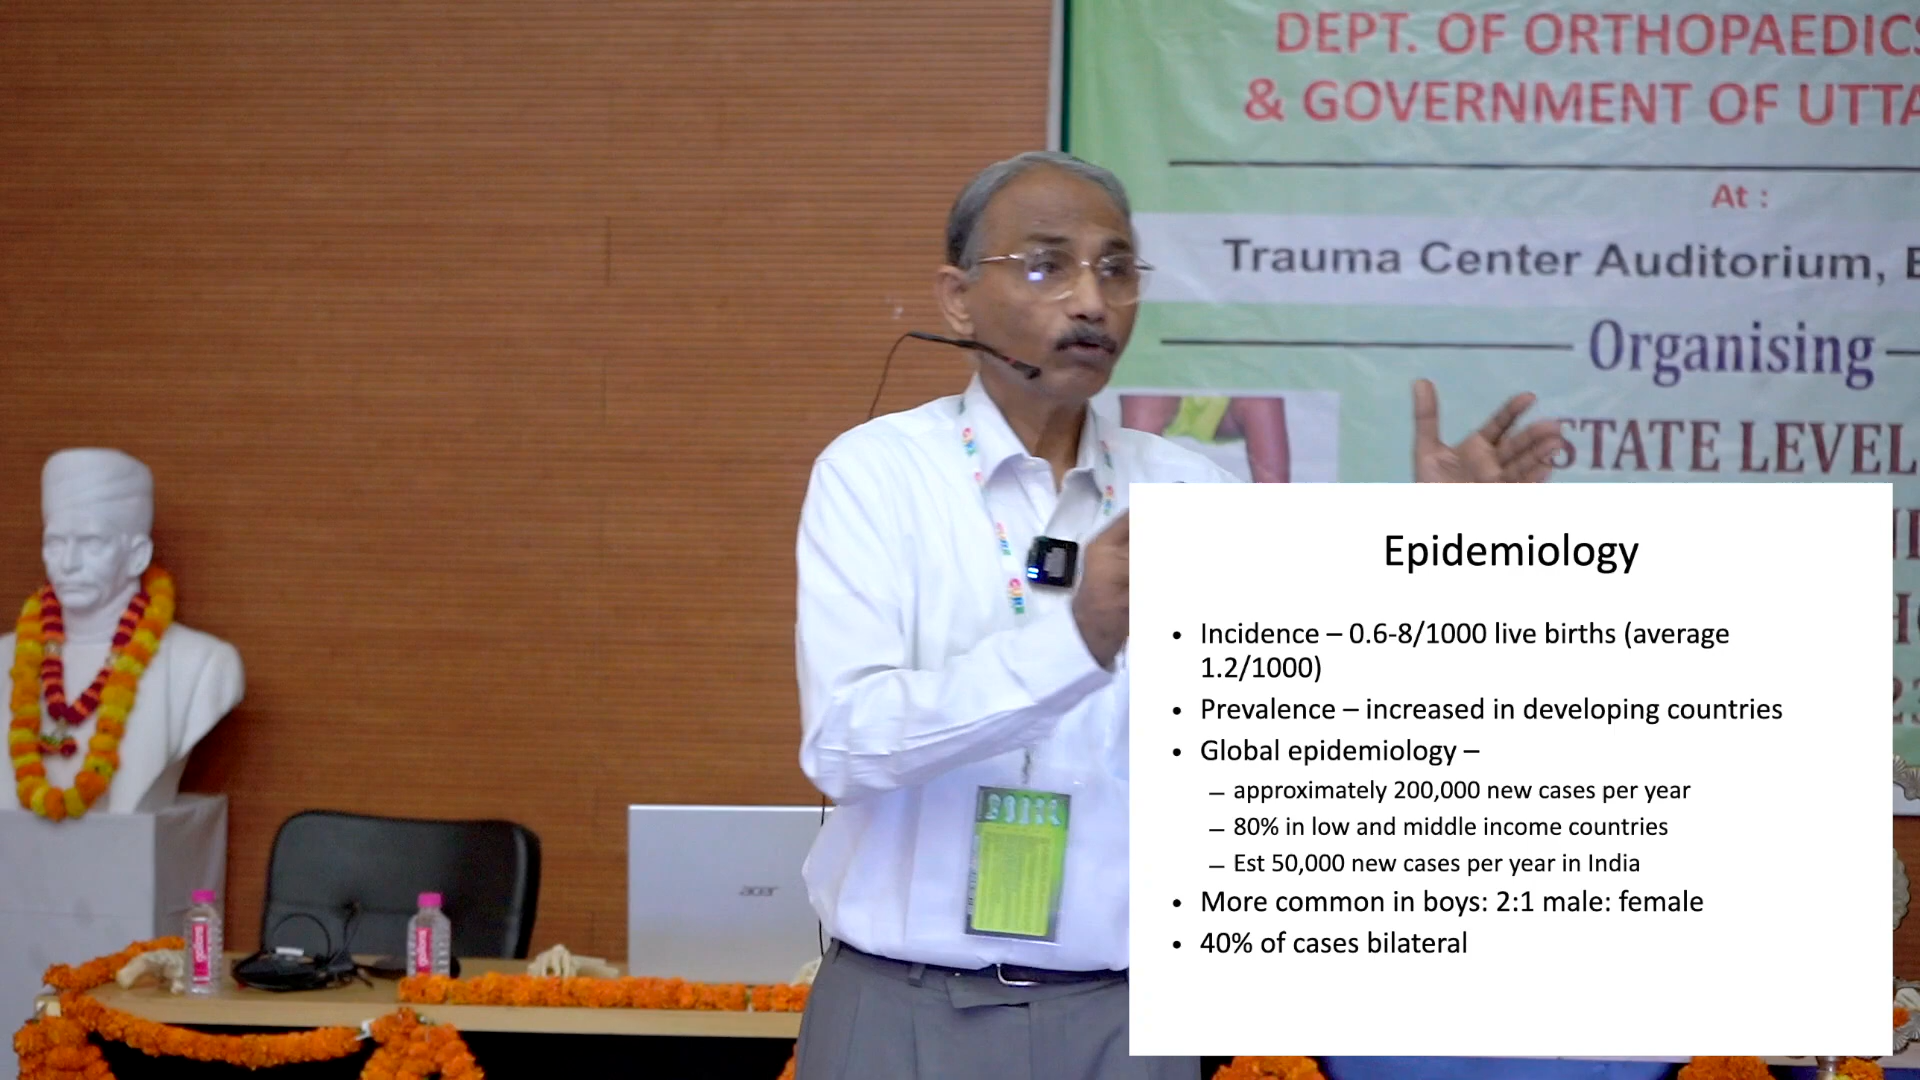 DEPT. OF ORTHOPAEDICS
& GOVERNMENT OF
At :
Trauma Center Auditorium,
Organising
STATE LEVEL
acer
Epidemiology
• Incidence – 0.6-8/1000 live births (average
1.2/1000)
• Prevalence – increased in developing countries
• Global epidemiology –
– approximately 200,000 new cases per year
– 80% in low and middle income countries
– Est 50,000 new cases per year in India
• More common in boys: 2:1 male: female
• 40% of cases bilateral